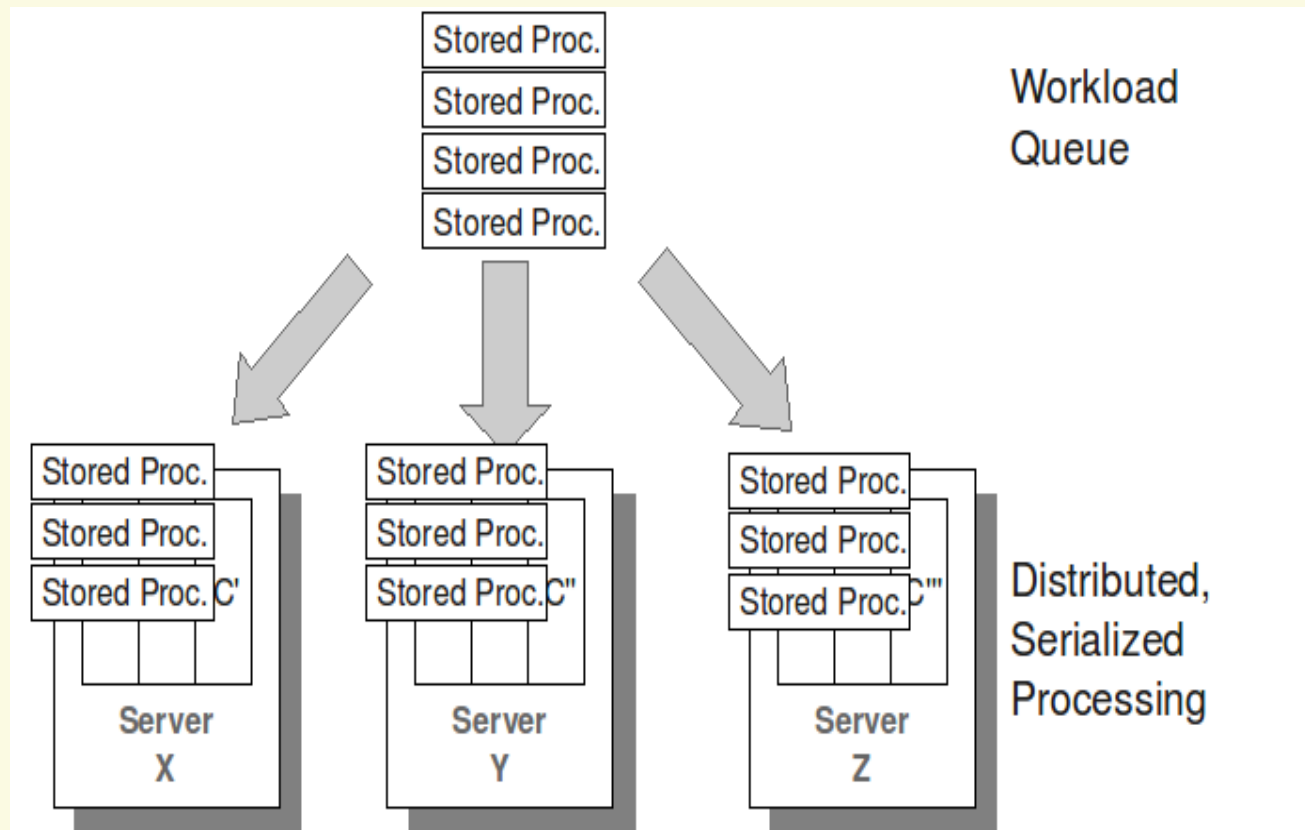 Stored Proc.
Stored Proc.
Stored Proc.
Stored Proc.
Workload
Queue
Stored Proc.
Stored Proc.
Stored Proc.
C'
Server
X
Stored Proc.
Stored Proc.
Stored Proc.
C"
Server
Y
Stored Proc.
Stored Proc.
Stored Proc.
C'"
Server
Z
Distributed,
Serialized
Processing